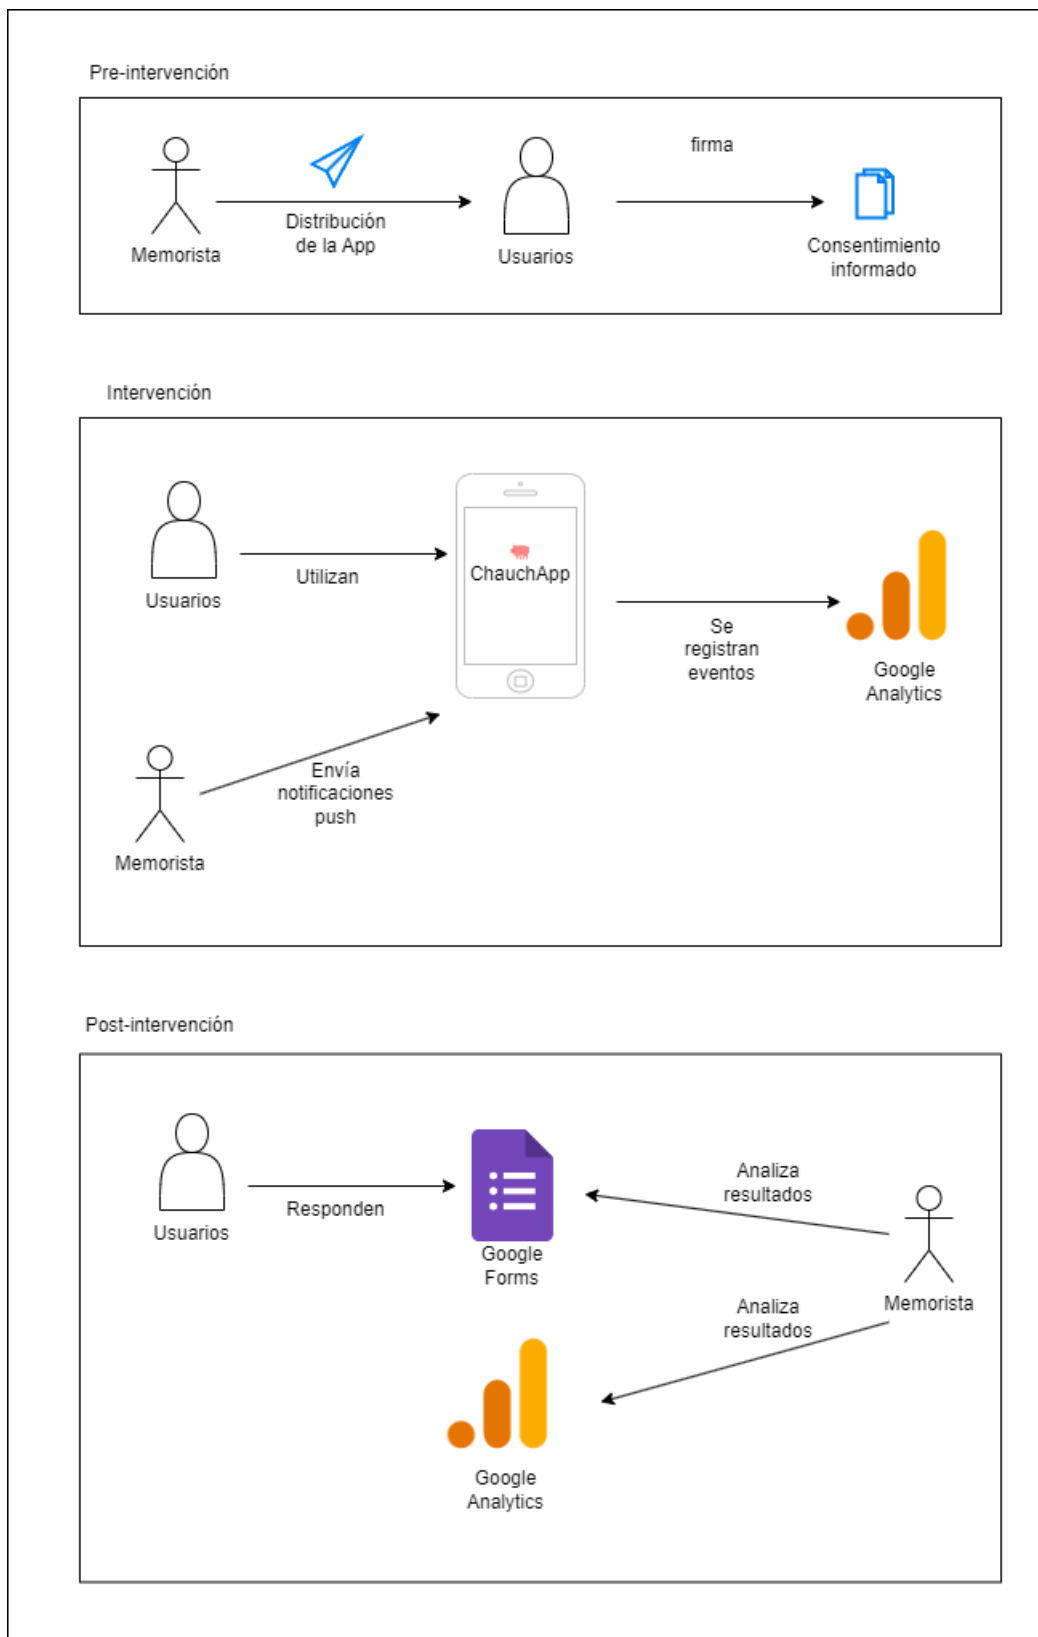 Pre-intervención
firma
Distribución
de la App
Memorista
Usuarios
Consentimiento
informado
Intervención
ChauchApp
Utilizan
Usuarios
Se
registran
eventos
Google
Analytics
Envía
notificaciones
push
Memorista
Post-intervención
Analiza
resultados
Responden
Usuarios
Google
Forms
Memorista
Analiza
resultados
Google
Analytics